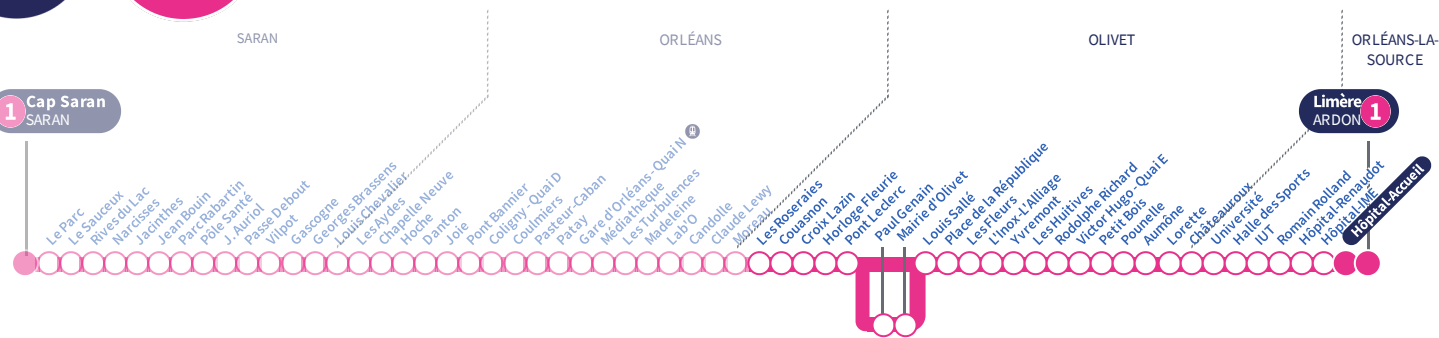 SARAN
ORLÉANS
OLIVET
ORLÉANS-LA-
SOURCE
1
Cap Saran
SARAN
Limère
ARDON
1
Le Parc
Le Sauceux
Rives du Lac
Narcisses
Jacinthes
Jean Bouin
Parc Rabartin
Pôle Santé
J. Auriol
Passe Debout
Vilpot
Gascogne
Georges Brassens
Louis Chevalier
Les Aydes
Chapelle Neuve
Hoche
Danton
Joie
Pont Bannier
Coligny - Quai D
Coulmiers
Pasteur-Caban
Patay
Gare d'Orléans - Quai N
Médiathèque
Les Turbulences
Madeleine
Lab'O
Candolle
Claude Lewy
Moreau
Les Roseraies
Couasnon
Croix Lazin
Horloge Fleurie
Pont Leclerc
Paul Genain
Mairie d'Olivet
Louis Sallé
Place de la République
Les Fleurs
L'Inox - L'Alliage
Yvremont
Les Huitives
Rodolphe Richard
Victor Hugo - Quai E
Petit Bois
Pounelle
Aumône
Lorette
Châteauroux
Université
Halle des Sports
IUT
Romain Rolland
Hôpital-Renaudot
Hôpital-IME
Hôpital-Accueil